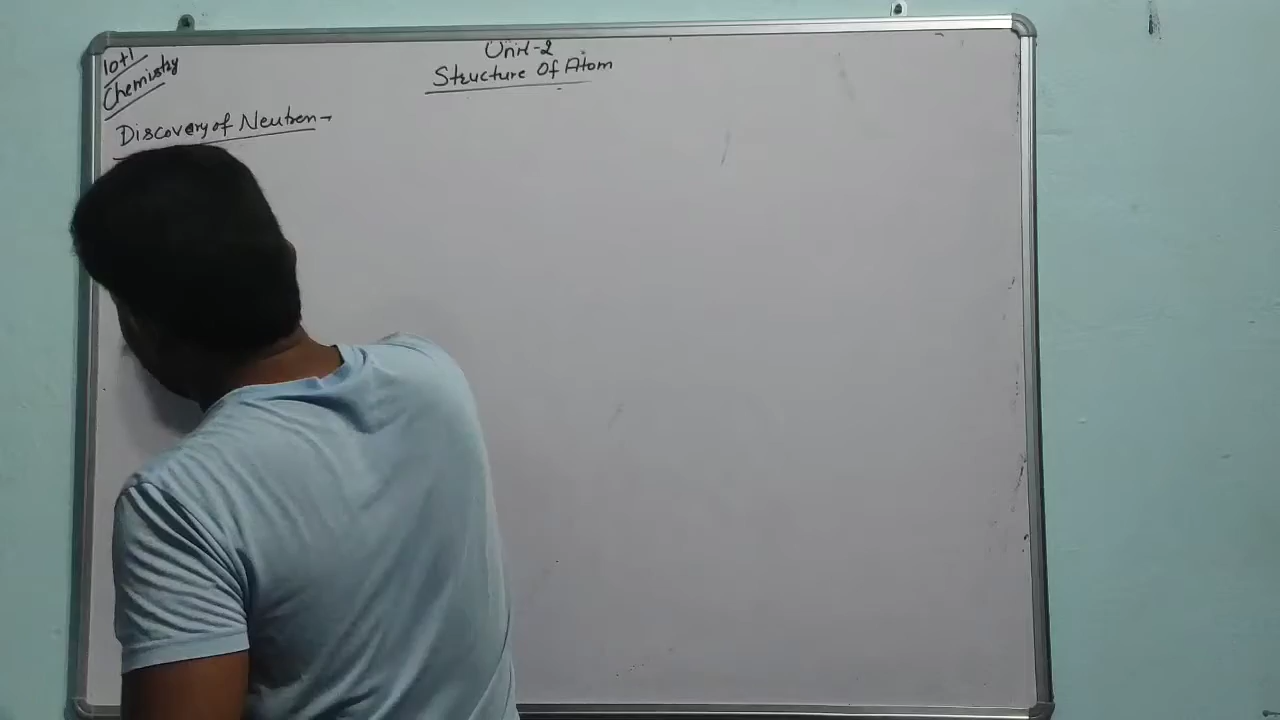 10+1
Chemistry
Unit-2
Structure Of Atom
Discovery of Neutron→